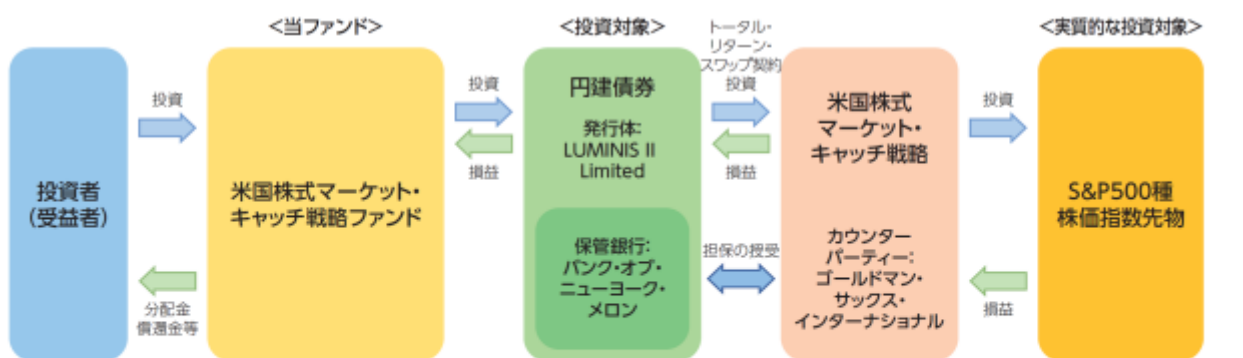 <当ファンド>
<投資対象>
トータル・
リターン・
スワップ契約
<実質的な投資対象>
投資
投資
投資
投資
投資者
(受益者)
米国株式マーケット・
キャッチ戦略ファンド
円建債券
発行体:
LUMINIS II
Limited
米国株式
マーケット・
キャッチ戦略
S&P500種
株価指数先物
損益
損益
保管銀行:
バンク・オブ・
ニューヨーク・
メロン
担保の授受
カウンター
パーティー:
ゴールドマン・
サックス・
インターナショナル
分配金
償還金等
損益